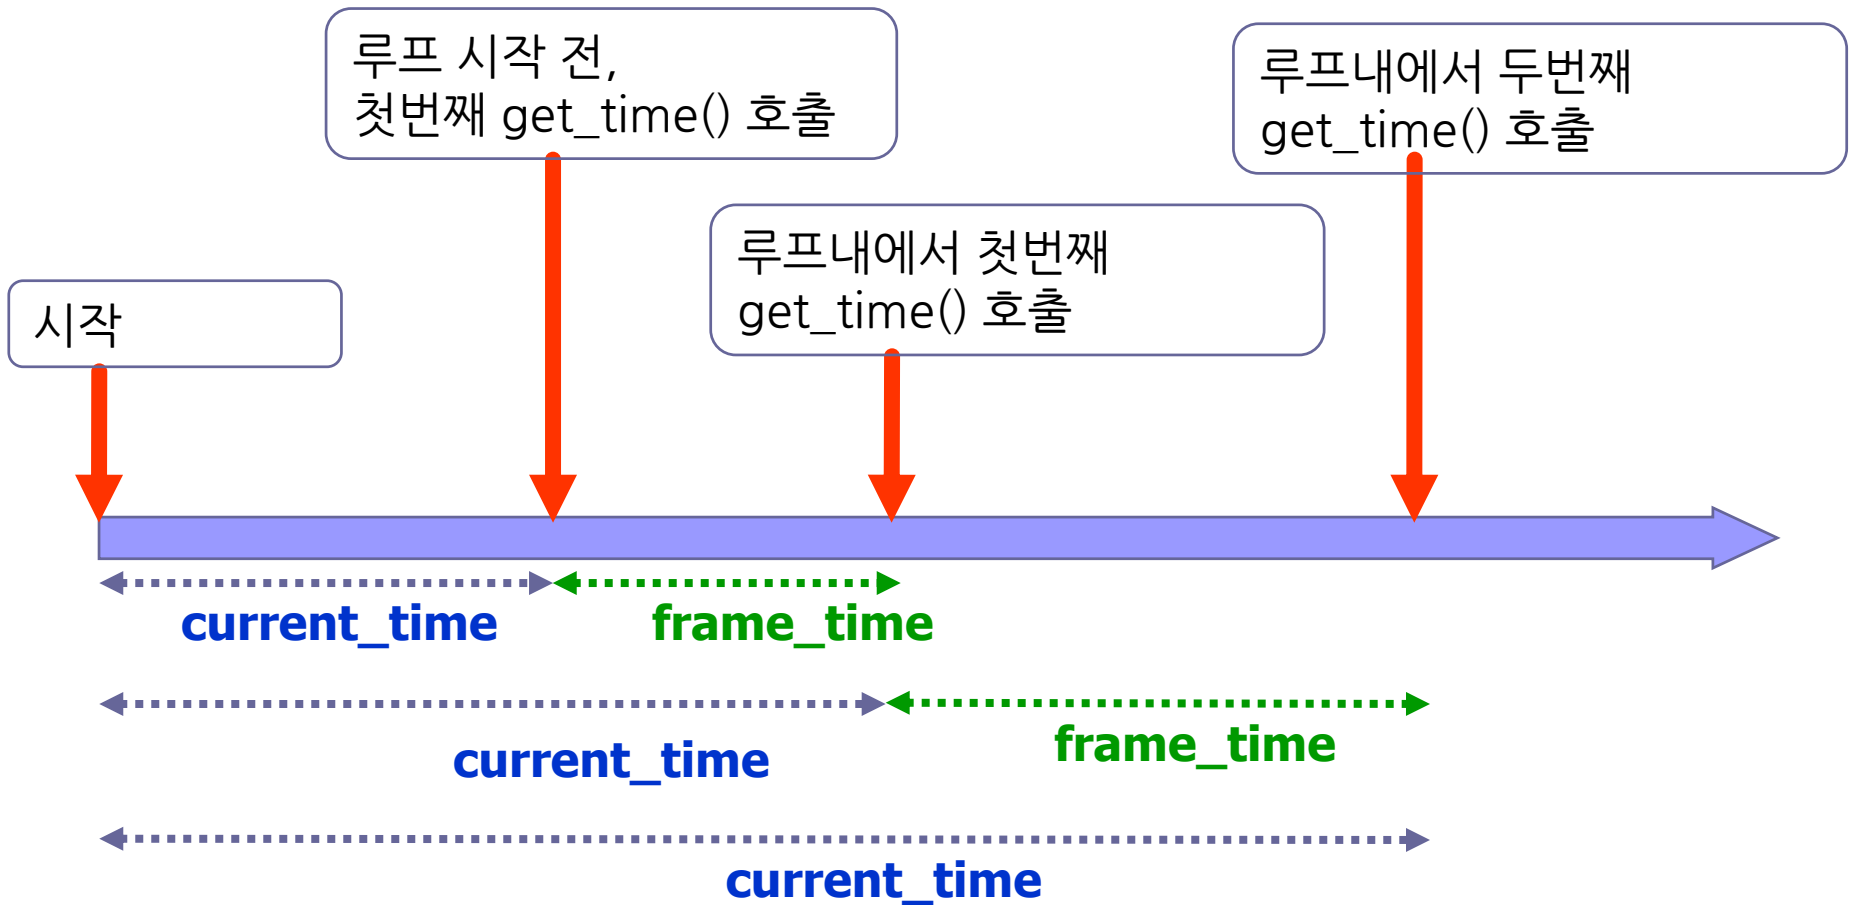 루프 시작 전,
첫번째 get_time() 호출
루프내에서 두번째
get_time() 호출
루프내에서 첫번째
get_time() 호출
시작
current_time
frame_time
current_time
frame_time
current_time